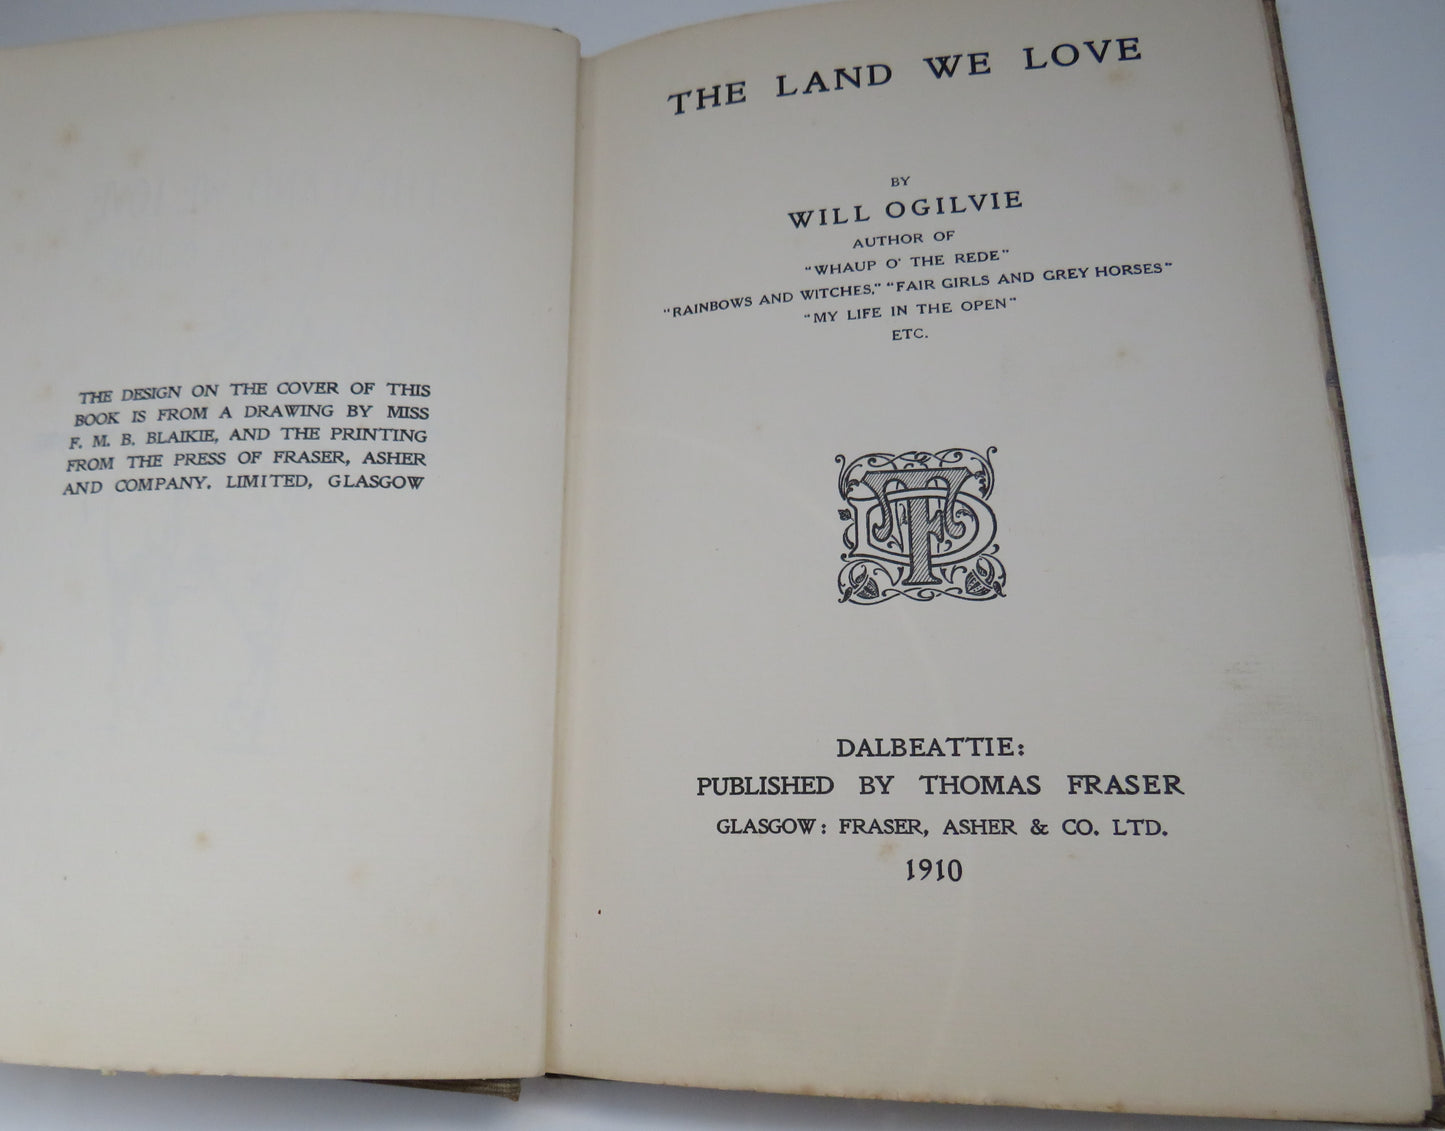 THE DESIGN ON THE COVER OF THIS
BOOK IS FROM A DRAWING BY MISS
F. M. B. BLAIKIE, AND THE PRINTING
FROM THE PRESS OF FRASER, ASHER
AND COMPANY, LIMITED, GLASGOW
THE LAND WE LOVE
BY
WILL OGILVIE
AUTHOR OF
"WHAUP O' THE REDE"
"RAINBOWS AND WITCHES," "FAIR GIRLS AND GREY HORSES"
"MY LIFE IN THE OPEN"
ETC.
DALBEATTIE:
PUBLISHED BY THOMAS FRASER
GLASGOW: FRASER, ASHER & CO. LTD.
1910